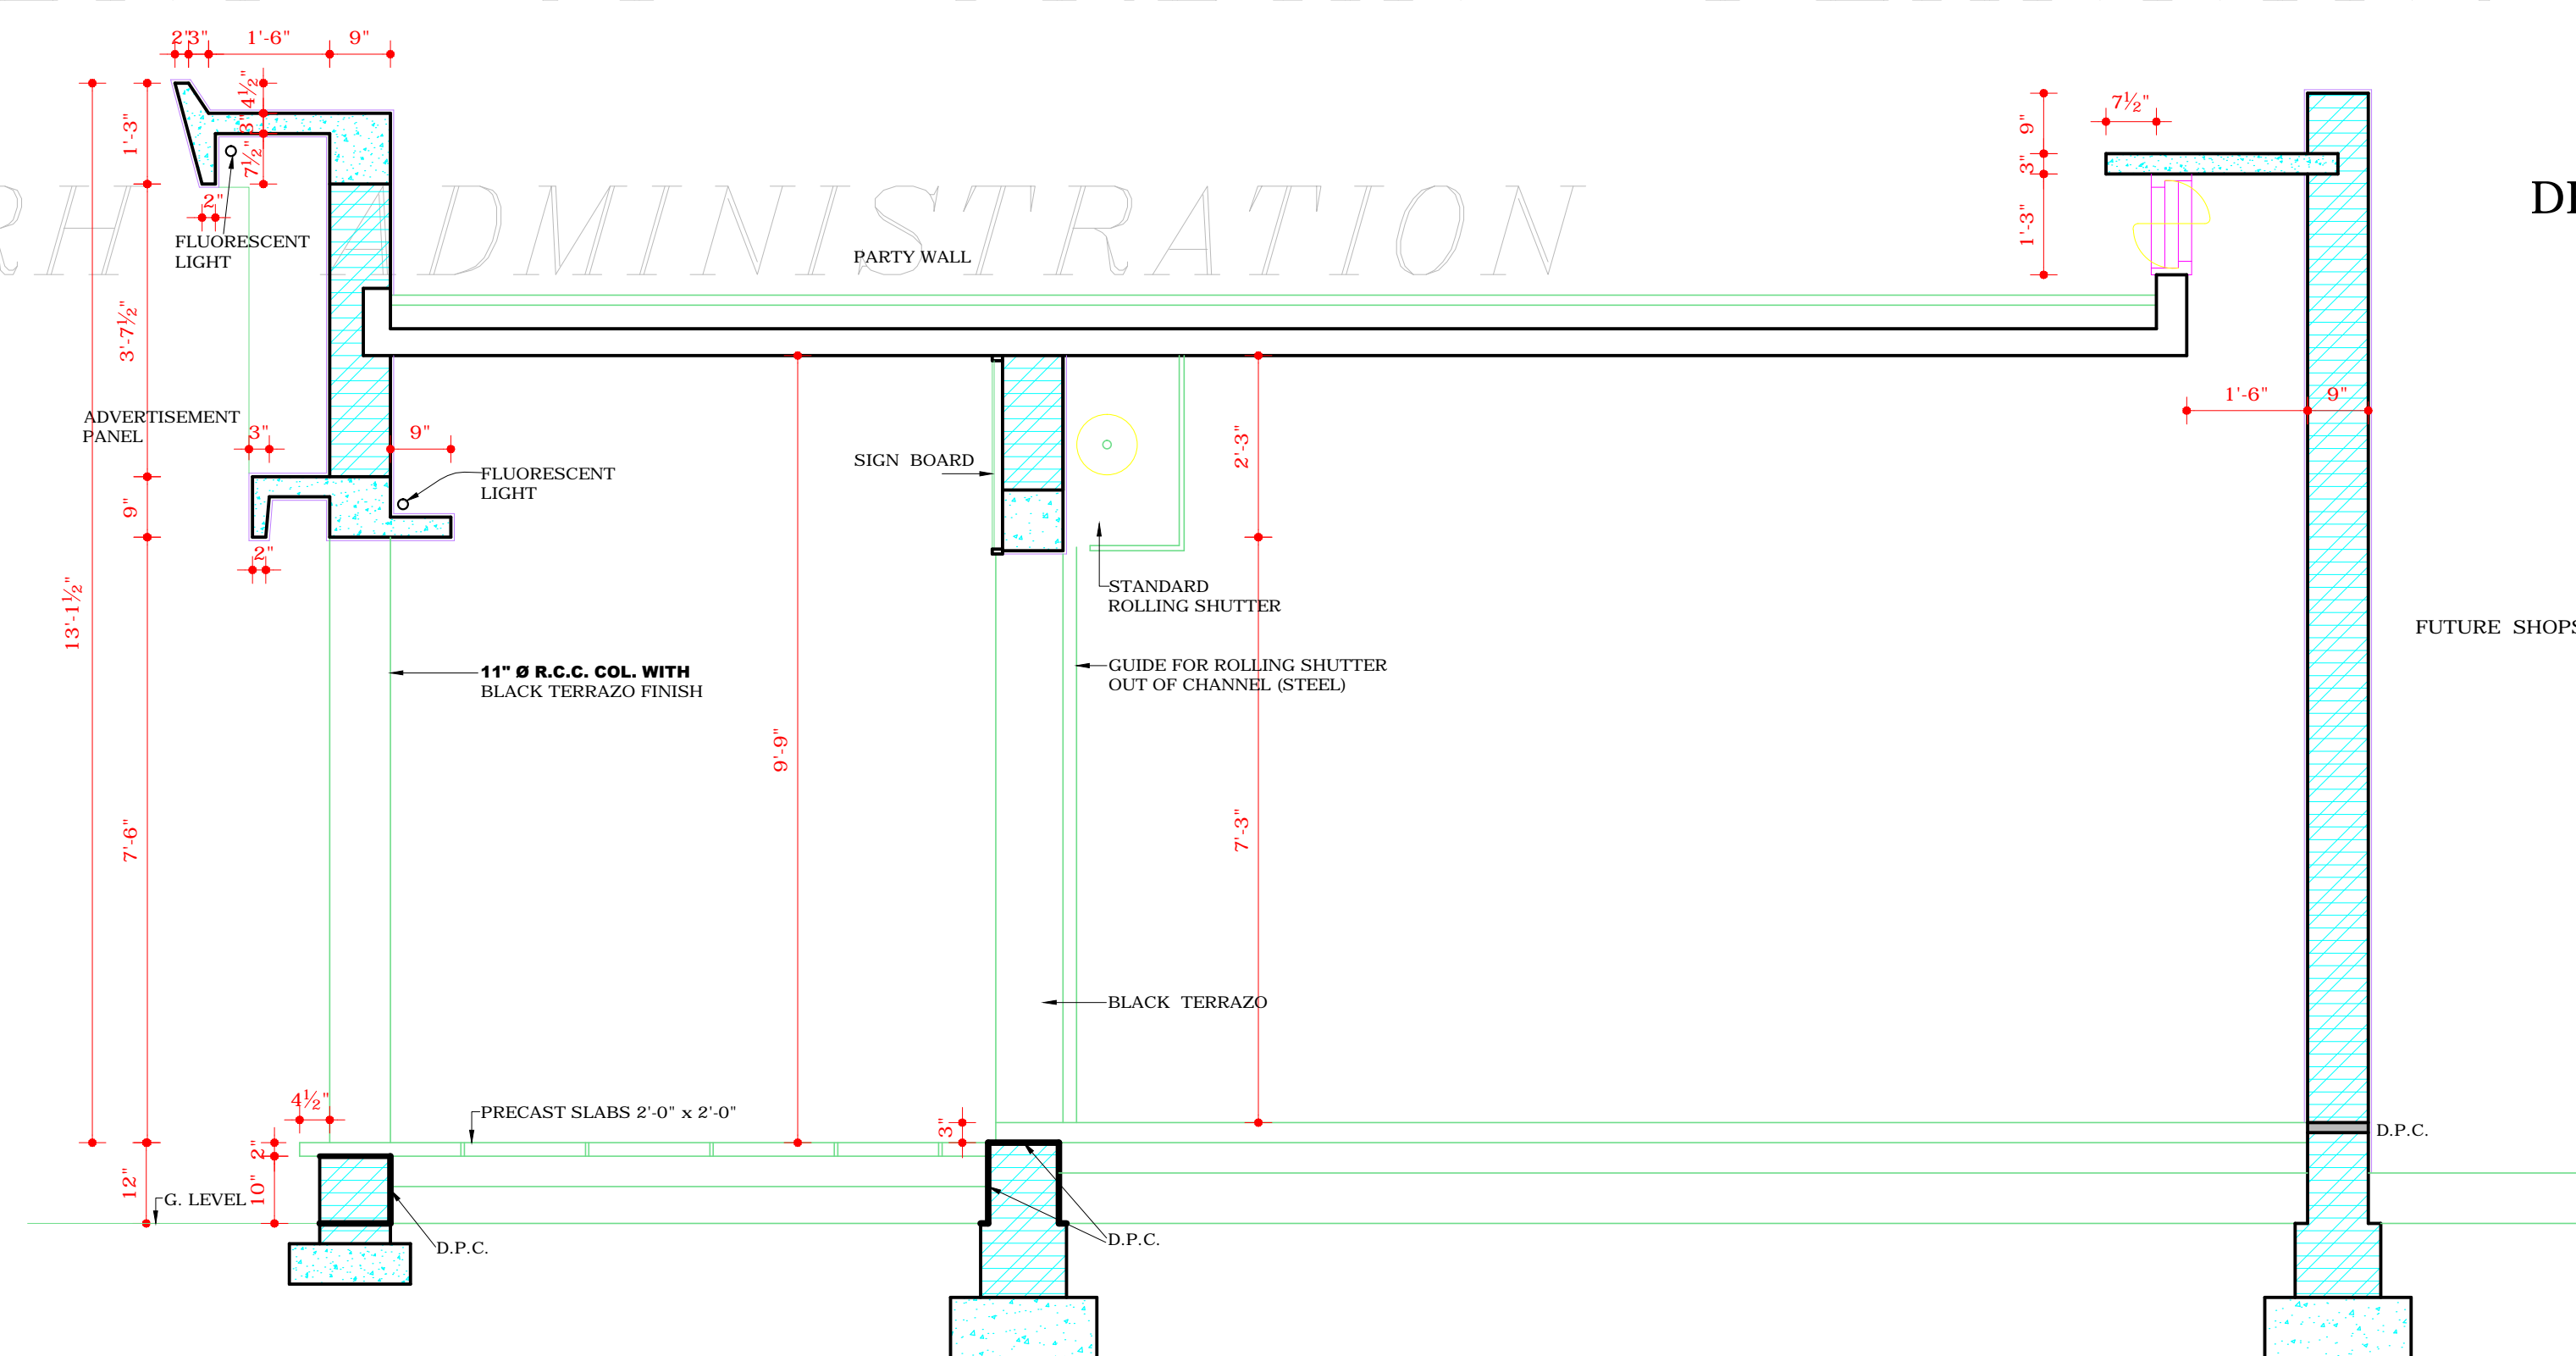 2" 3" 1'-6" 9"
4½"
3"
7½"
1'-3"
2"
FLUORESCENT
LIGHT
DMINISTRATION
PARTY WALL
9"
3"
1'-3"
7½"
3'-7½"
ADVERTISEMENT
PANEL
3"
9"
FLUORESCENT
LIGHT
SIGN BOARD
2'-3"
1'-6" 9"
9"
2"
13'-1½"
STANDARD
ROLLING SHUTTER
FUTURE SHOPS
11" Ø R.C.C. COL. WITH
BLACK TERRAZO FINISH
GUIDE FOR ROLLING SHUTTER
OUT OF CHANNEL (STEEL)
9'-9"
7'-6"
7'-3"
BLACK TERRAZO
4½"
PRECAST SLABS 2'-0" x 2'-0"
3"
D.P.C.
2"
12"
10"
G. LEVEL
D.P.C.
D.P.C.